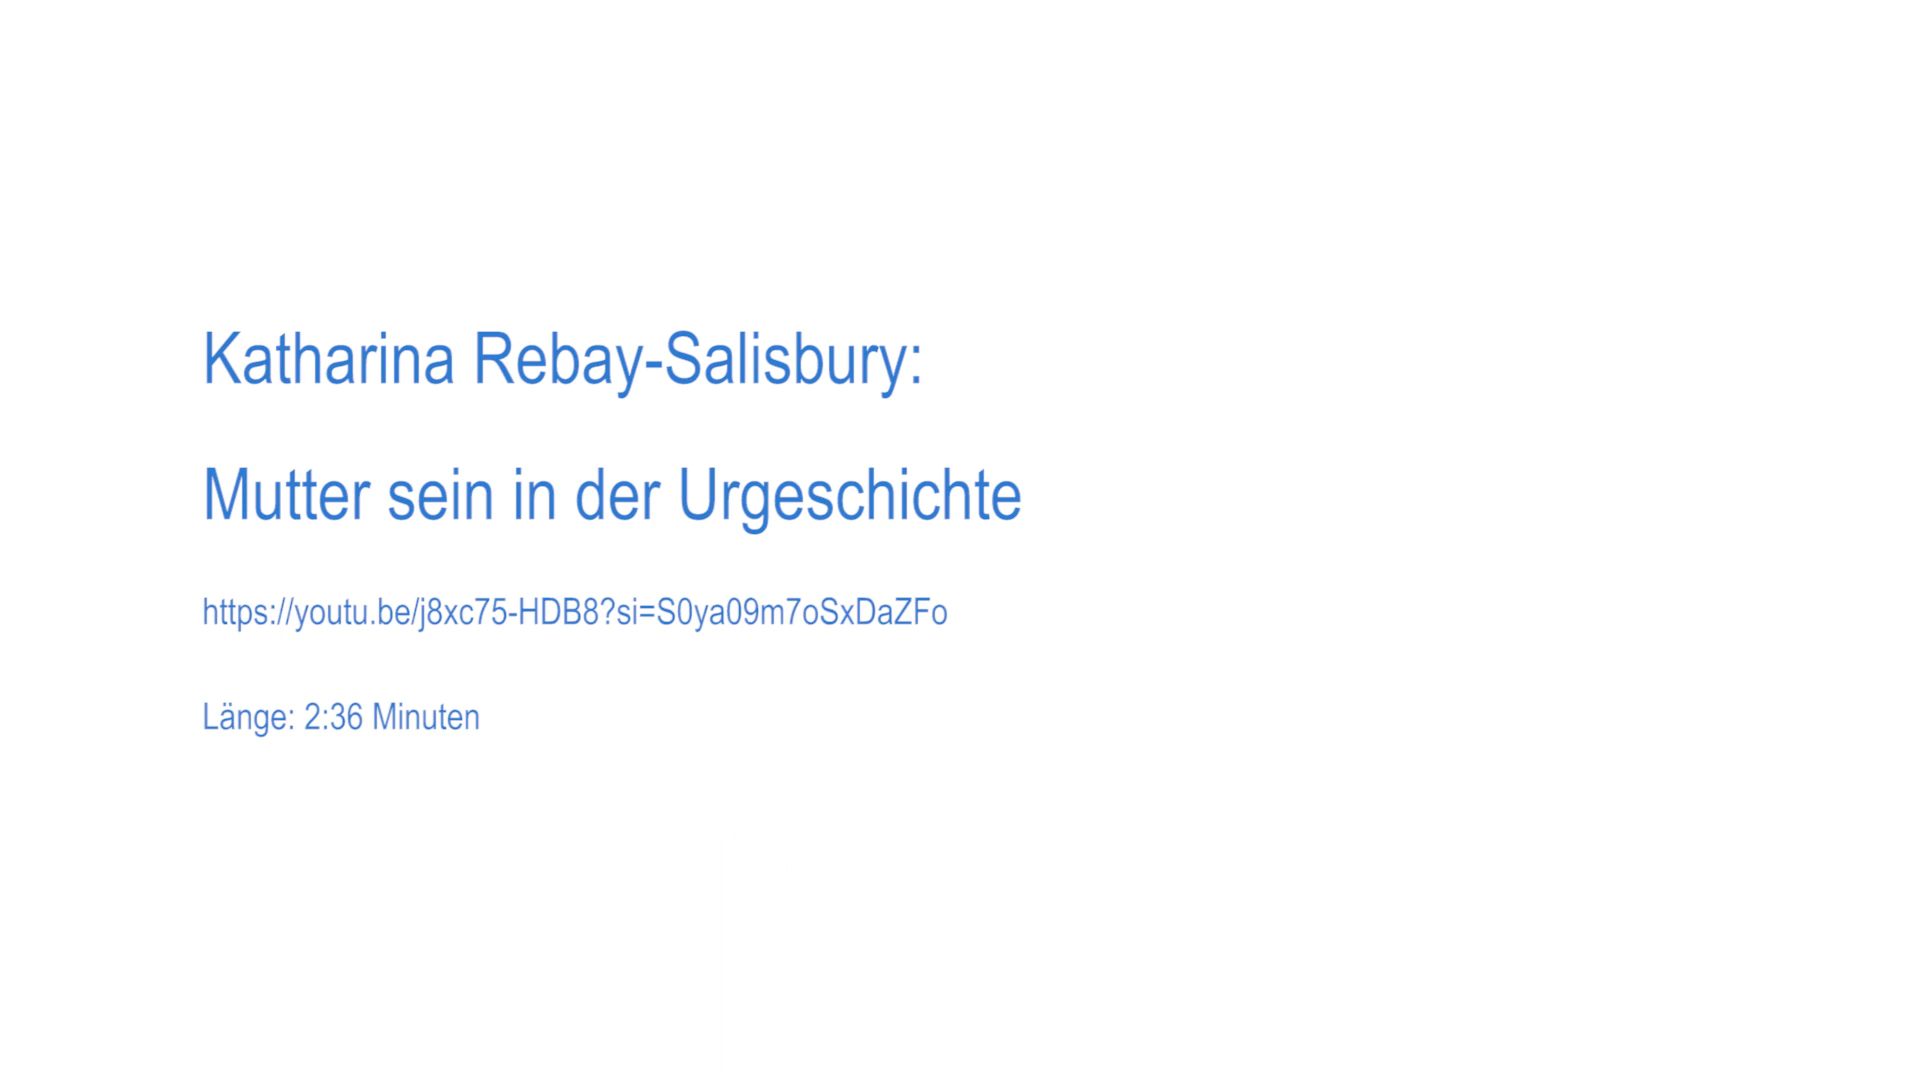 Katharina Rebay-Salisbury:
Mutter sein in der Urgeschichte
https://youtu.be/j8xc75-HDB8?si=S0ya09m7oSxDaZFo
Länge: 2:36 Minuten